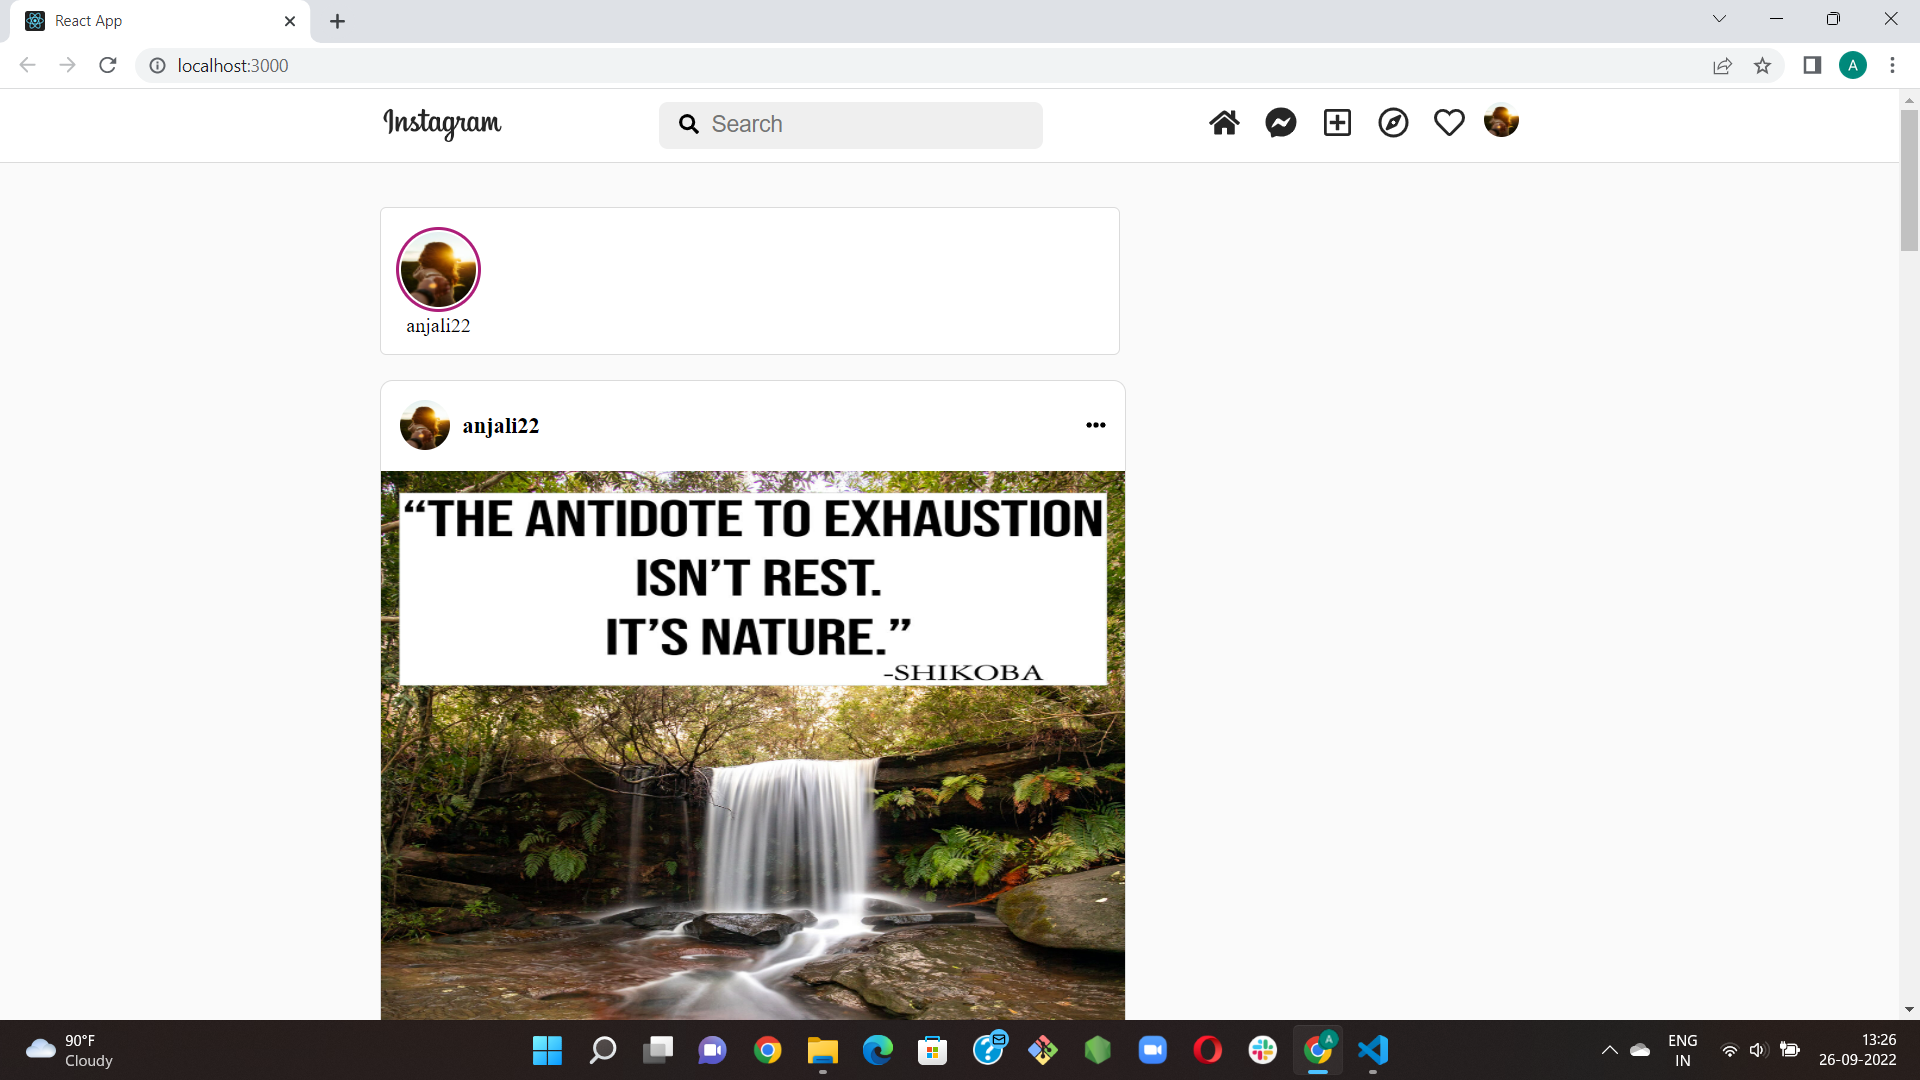 React App
localhost:3000
A
Instagram
Search
anjali22
anjali22
“THE ANTIDOTE TO EXHAUSTION
ISN’T REST.
IT’S NATURE.”
-SHIKOBA
90°F
Cloudy
A
ENG
IN
13:26
26-09-2022